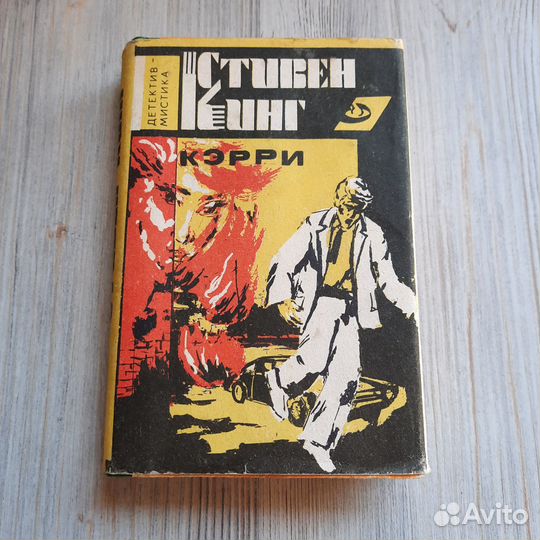 ДЕТЕКТИВ-
МИСТИКА
СТИВЕН
КИНГ
КЭРРИ
Avito